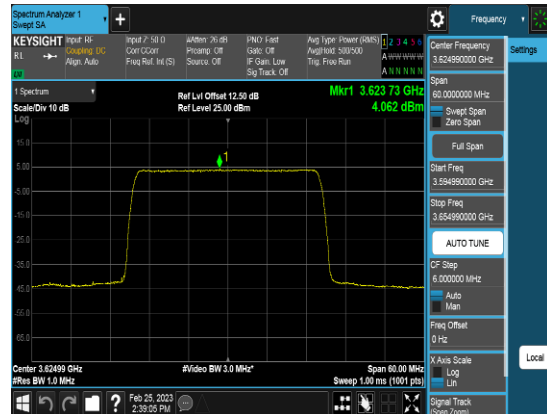 Spectrum Analyzer 1
Swept SA
+
Frequency
KEYSIGHT
RL
Input: RF
Coupling: DC
Align: Auto
Input Z: 50 Ω
Corr CCorr
Freq Ref: Int (S)
#Atten: 26 dB
Preamp: Off
Source: Off
PNO: Fast
Gate: Off
IF Gain: Low
Sig Track: Off
Avg Type: Power (RMS)
Avg|Hold: 500/500
Trig: Free Run
1 2 3 4 5 6
A W W W W W
A N N N N N
LU
1 Spectrum
Scale/Div 10 dB
Log
Ref Lvl Offset 12.50 dB
Ref Level 25.00 dBm
Mkr1 3.623 73 GHz
4.062 dBm
1
15.0
5.00
-5.00
-15.0
-25.0
-35.0
-45.0
-55.0
-65.0
Center 3.62499 GHz
#Res BW 1.0 MHz
#Video BW 3.0 MHz*
Span 60.00 MHz
Sweep 1.00 ms (1001 pts)
Feb 25, 2023
2:39:05 PM
Center Frequency
3.624990000 GHz
Settings
Span
60.0000000 MHz
Swept Span
Zero Span
Full Span
Start Freq
3.594990000 GHz
Stop Freq
3.654990000 GHz
AUTO TUNE
CF Step
6.000000 MHz
Auto
Man
Freq Offset
0 Hz
X Axis Scale
Log
Lin
Local
Signal Track
(Span Zoom)